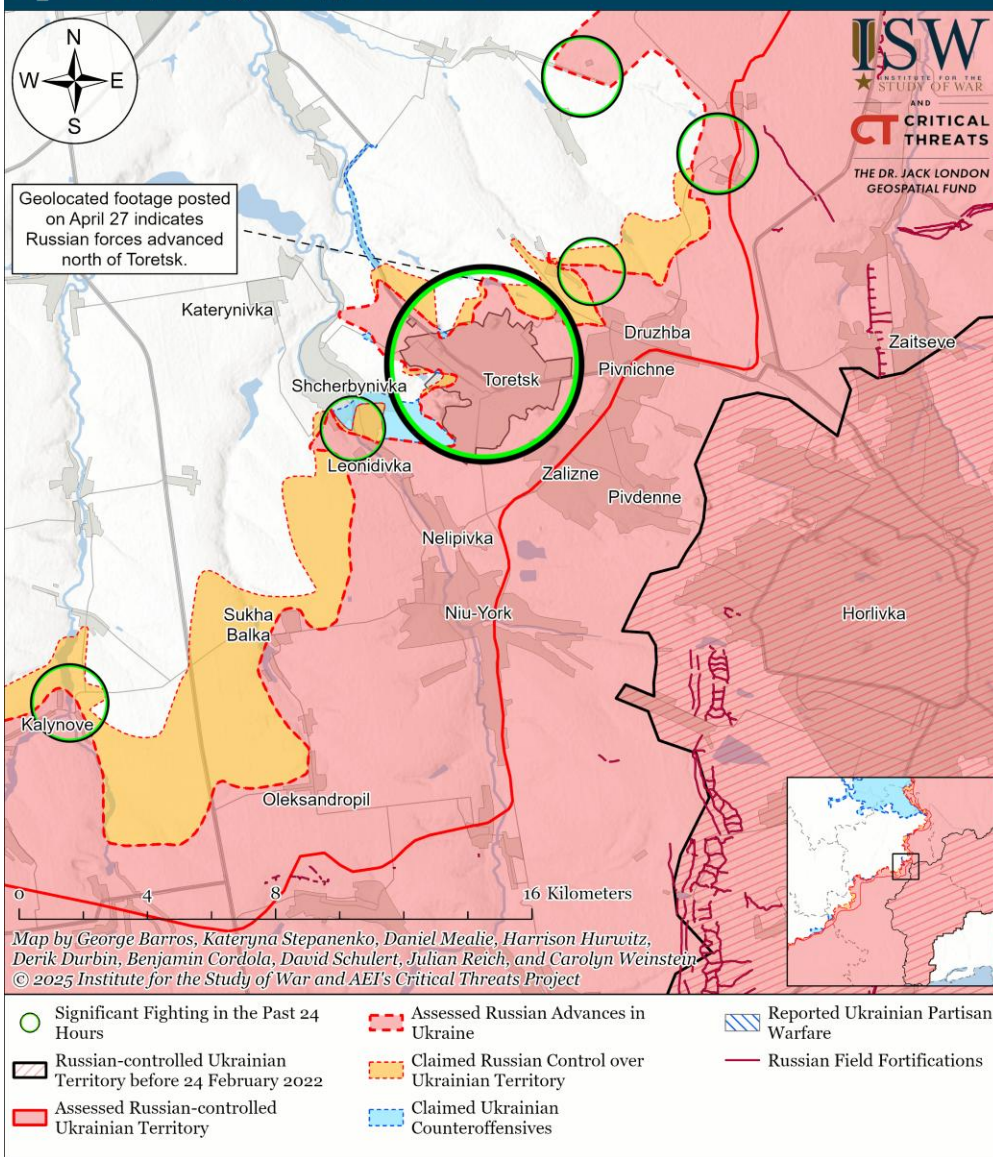 N
W E
S
ISW
INSTITUTE FOR THE
STUDY OF WAR
AND
CT CRITICAL
THREATS
THE DR. JACK LONDON
GEOSPATIAL FUND
Geolocated footage posted
on April 27 indicates
Russian forces advanced
north of Toretsk.
Katerynivka
Druzhba
Zaitseve
Pivnichne
Toretsk
Shcherbynivka
Leonidivka
Zalizne
Pivdenne
Nelipivka
Sukha
Balka
Niu-York
Horlivka
Kalynove
Oleksandropil
0 4 8 16 Kilometers
Map by George Barros, Kateryna Stepanenko, Daniel Mealie, Harrison Hurwitz,
Derik Durbin, Benjamin Cordola, David Schulert, Julian Reich, and Carolyn Weinstein
© 2025 Institute for the Study of War and AEI's Critical Threats Project
Significant Fighting in the Past 24
Hours
Russian-controlled Ukrainian
Territory before 24 February 2022
Assessed Russian-controlled
Ukrainian Territory
Assessed Russian Advances in
Ukraine
Claimed Russian Control over
Ukrainian Territory
Claimed Ukrainian
Counteroffensives
Reported Ukrainian Partisan
Warfare
Russian Field Fortifications